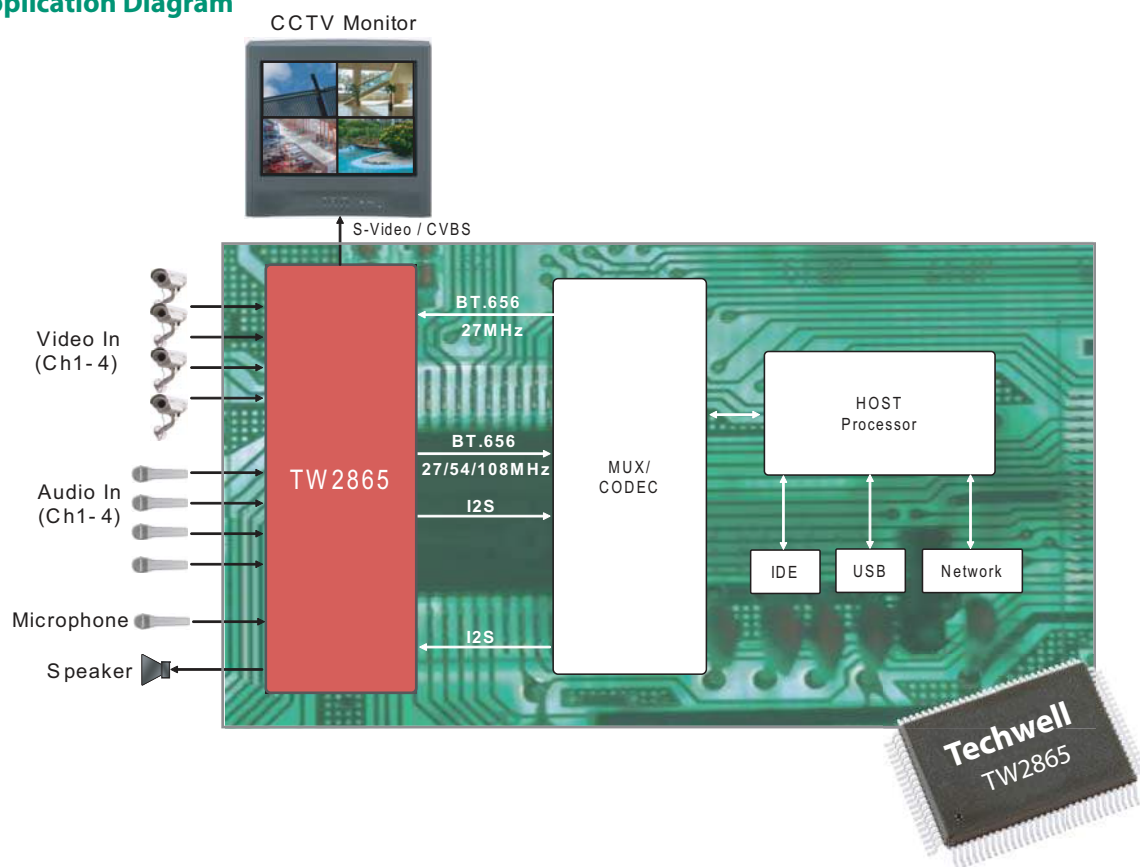 plication Diagram
CCTV Monitor
S-Video / CVBS
Video In
(Ch1-4)
BT.656
27MHz
HOST
Processor
BT.656
27/54/108MHz
TW2865
MUX/
CODEC
Audio In
(Ch1-4)
I2S
IDE
USB
Network
Microphone
I2S
Speaker
Techwell
TW2865